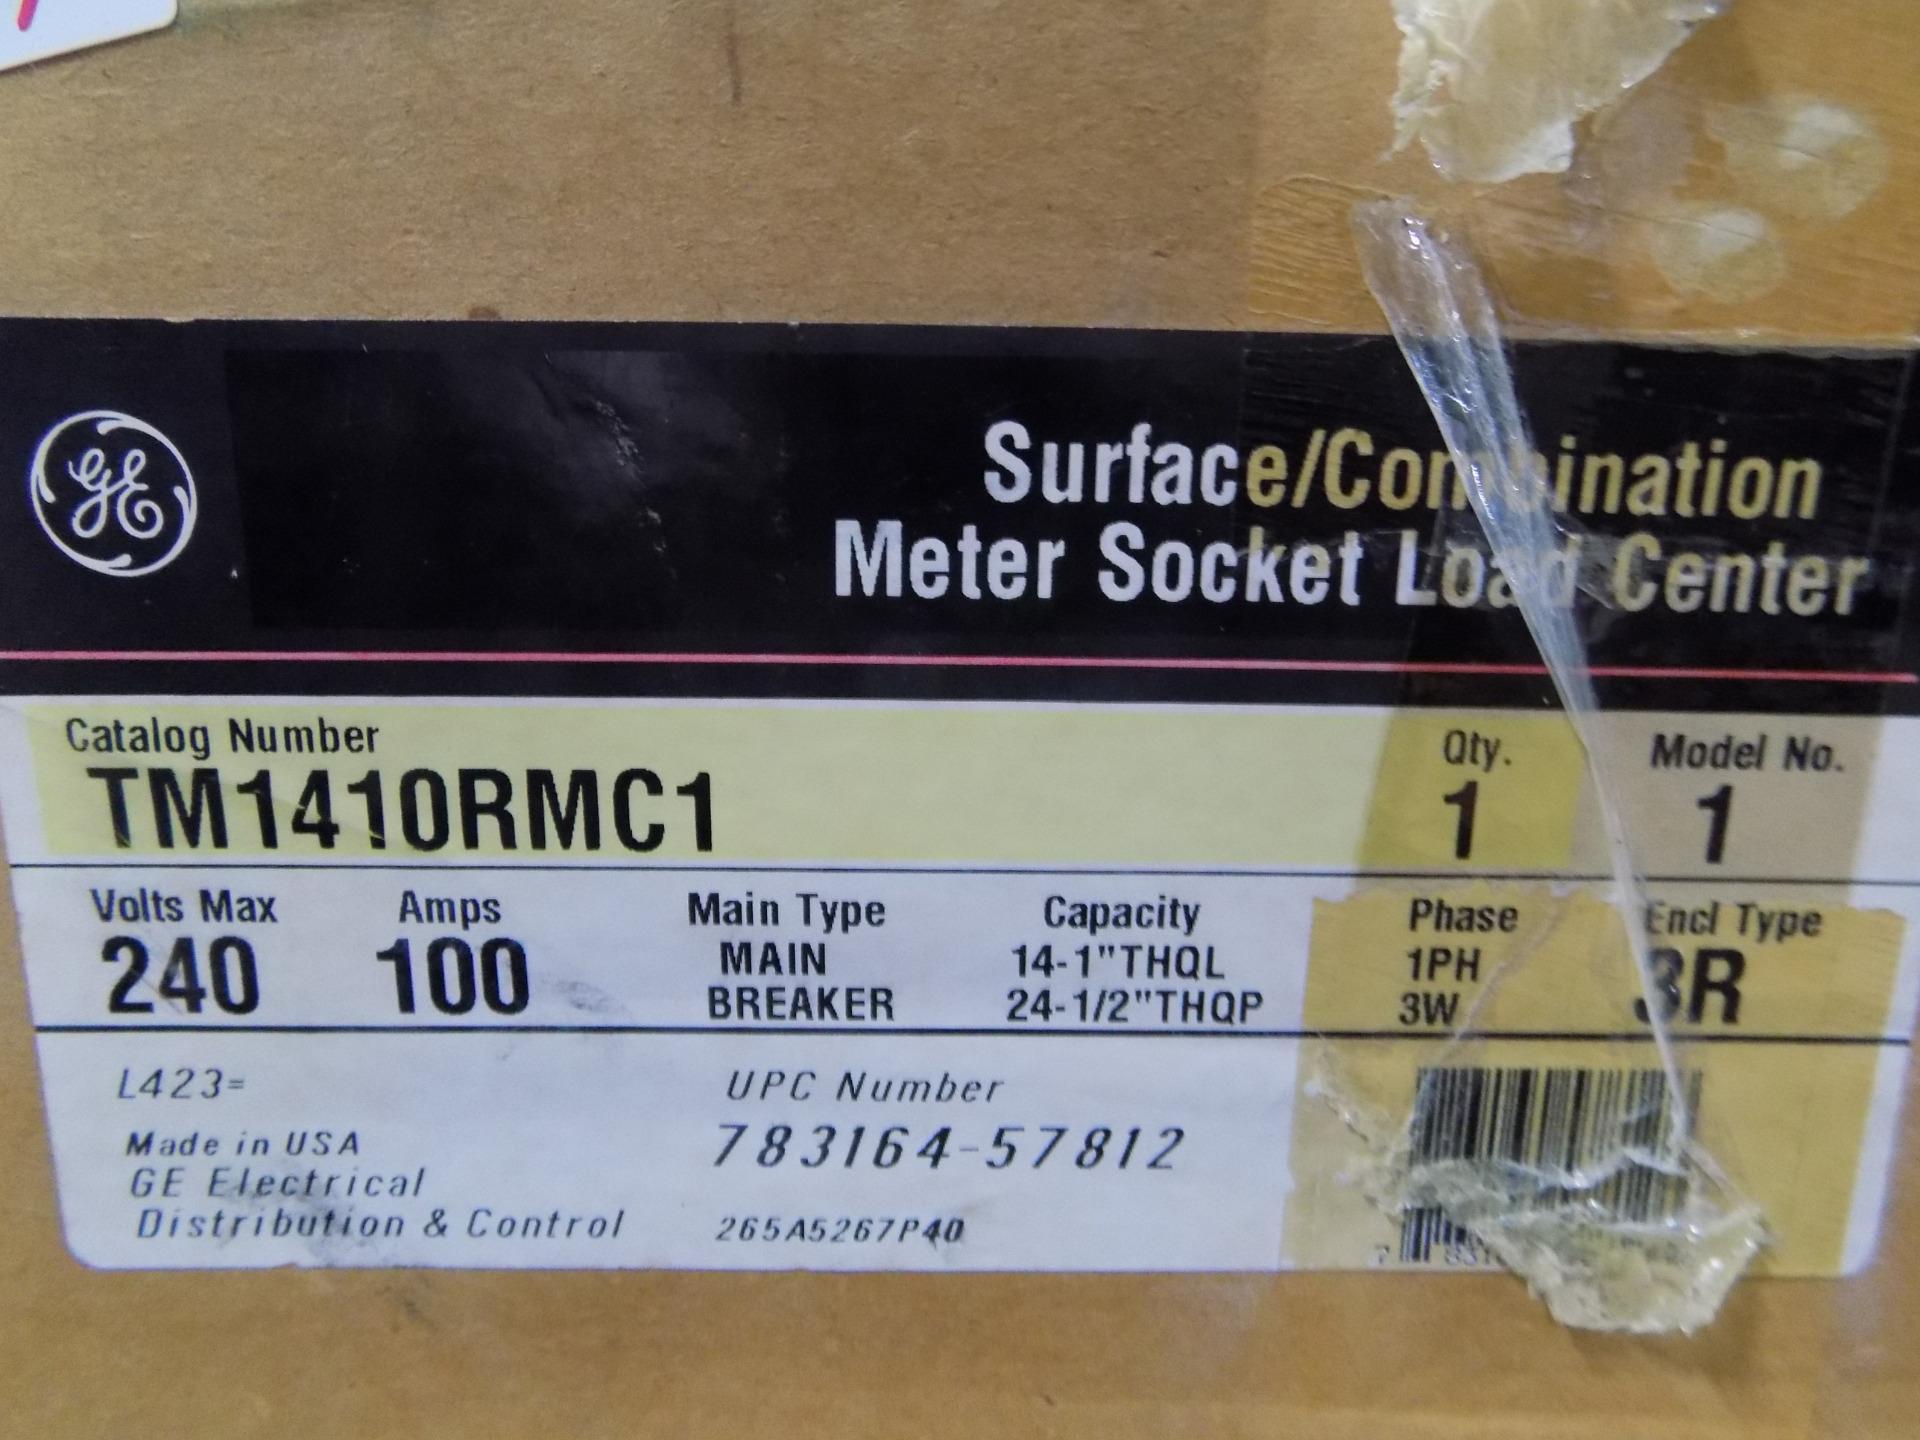 GE
Surface/Combination
Meter Socket Load Center
Catalog Number
TM1410RMC1
Qty.
1
Model No.
1
Volts Max
240
Amps
100
Main Type
MAIN
BREAKER
Capacity
14-1"THQL
24-1/2"THQP
Phase
1PH
3W
Encl Type
3R
L423=
Made in USA
GE Electrical
Distribution & Control
UPC Number
783164-57812
265A5267P40
7